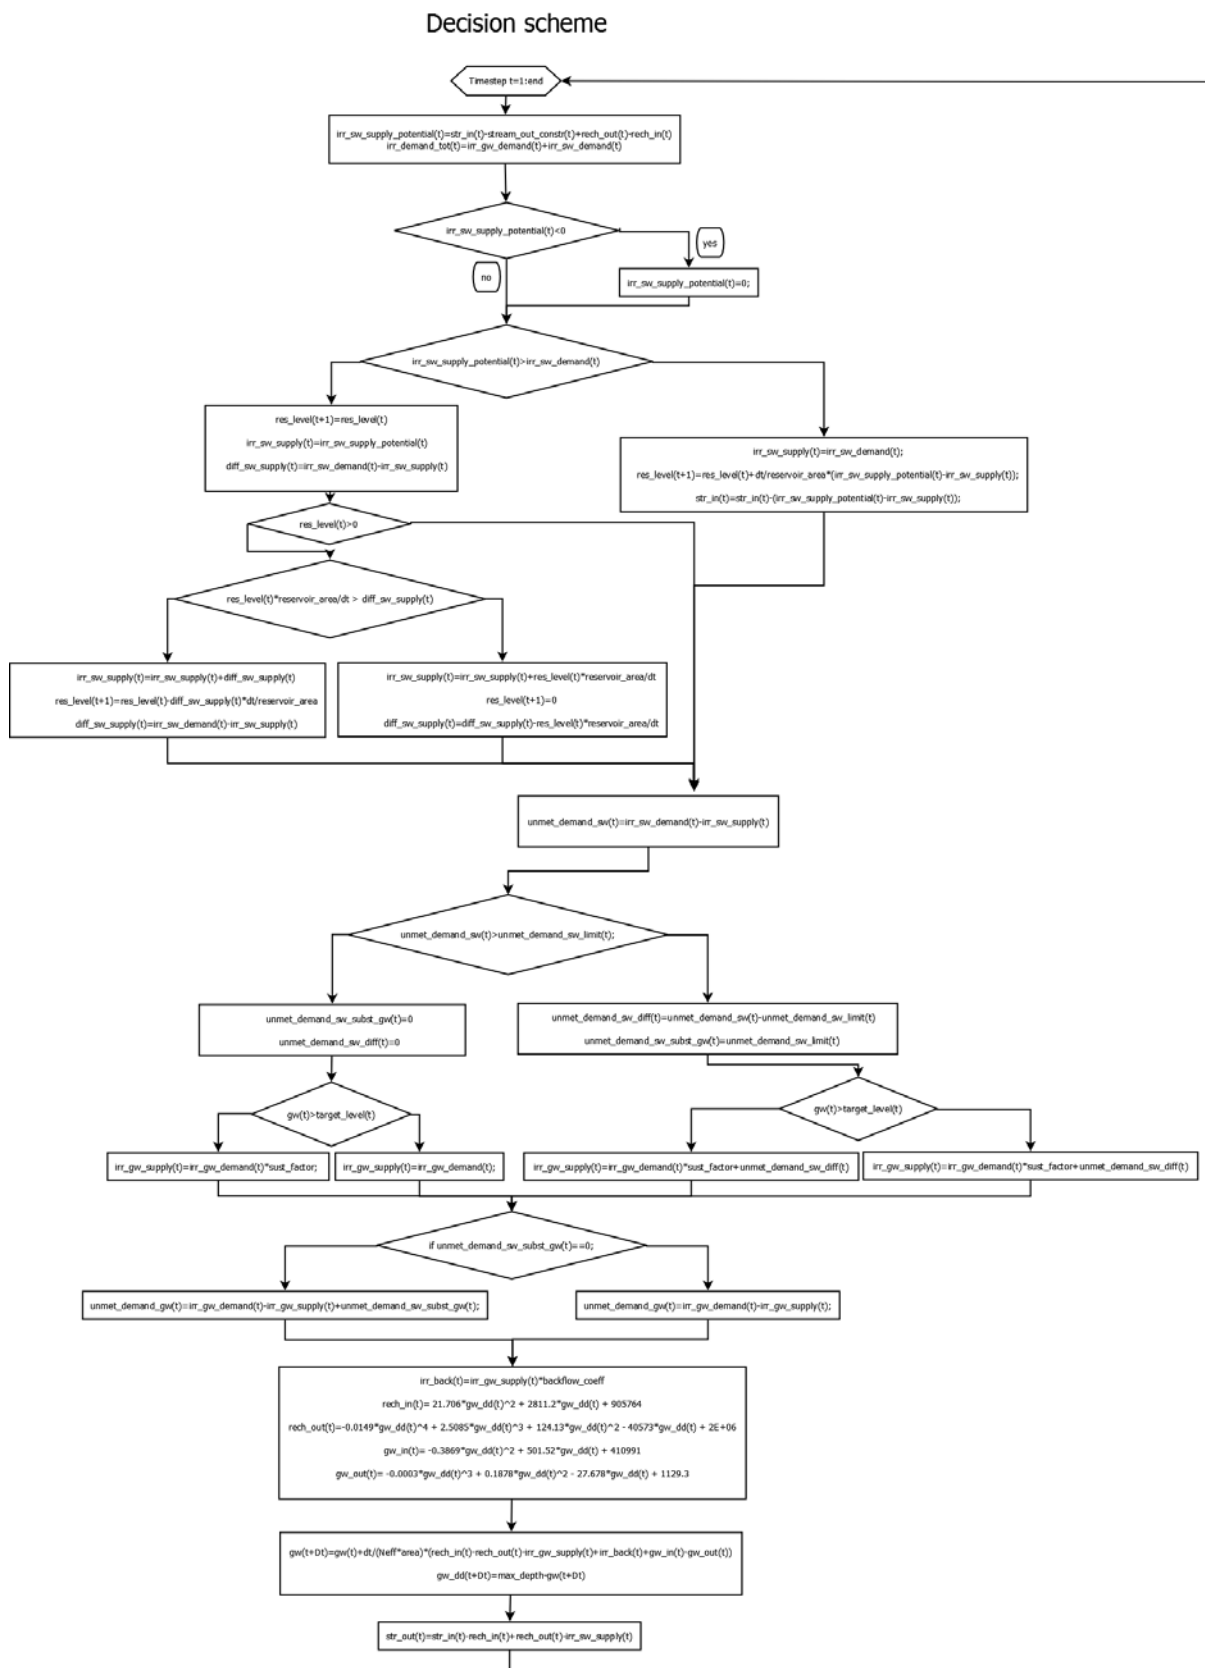 Decision scheme
Timestep t=1:end
irr_sw_supply_potential(t)=str_in(t)-stream_out_constr(t)+rech_out(t)-rech_in(t)
irr_demand_tot(t)=irr_gw_demand(t)+irr_sw_demand(t)
irr_sw_supply_potential(t)<0
yes
no
irr_sw_supply_potential(t)=0;
irr_sw_supply_potential(t)>irr_sw_demand(t)
res_level(t+1)=res_level(t)
irr_sw_supply(t)=irr_sw_supply_potential(t)
diff_sw_supply(t)=irr_sw_demand(t)-irr_sw_supply(t)
irr_sw_supply(t)=irr_sw_demand(t);
res_level(t+1)=res_level(t)+dt/reservoir_area*(irr_sw_supply_potential(t)-irr_sw_supply(t));
str_in(t)=str_in(t)-(irr_sw_supply_potential(t)-irr_sw_supply(t));
res_level(t)>0
res_level(t)*reservoir_area/dt > diff_sw_supply(t)
irr_sw_supply(t)=irr_sw_supply(t)+diff_sw_supply(t)
res_level(t+1)=res_level(t)-diff_sw_supply(t)*dt/reservoir_area
diff_sw_supply(t)=irr_sw_demand(t)-irr_sw_supply(t)
irr_sw_supply(t)=irr_sw_supply(t)+res_level(t)*reservoir_area/dt
res_level(t+1)=0
diff_sw_supply(t)=diff_sw_supply(t)-res_level(t)*reservoir_area/dt
unmet_demand_sw(t)=irr_sw_demand(t)-irr_sw_supply(t)
unmet_demand_sw(t)>unmet_demand_sw_limit(t);
unmet_demand_sw_subst_gw(t)=0
unmet_demand_sw_diff(t)=0
unmet_demand_sw_diff(t)=unmet_demand_sw(t)-unmet_demand_sw_limit(t)
unmet_demand_sw_subst_gw(t)=unmet_demand_sw_limit(t)
gw(t)>target_level(t)
gw(t)>target_level(t)
irr_gw_supply(t)=irr_gw_demand(t)*sust_factor;
irr_gw_supply(t)=irr_gw_demand(t);
irr_gw_supply(t)=irr_gw_demand(t)*sust_factor+unmet_demand_sw_diff(t)
irr_gw_supply(t)=irr_gw_demand(t)*sust_factor+unmet_demand_sw_diff(t)
if unmet_demand_sw_subst_gw(t)==0;
unmet_demand_gw(t)=irr_gw_demand(t)-irr_gw_supply(t)+unmet_demand_sw_subst_gw(t);
unmet_demand_gw(t)=irr_gw_demand(t)-irr_gw_supply(t);
irr_back(t)=irr_gw_supply(t)*backflow_coeff
rech_in(t)= 21.706*gw_dd(t)^2 + 2811.2*gw_dd(t) + 905764
rech_out(t)=-0.0149*gw_dd(t)^4 + 2.5085*gw_dd(t)^3 + 124.13*gw_dd(t)^2 - 40573*gw_dd(t) + 2E+06
gw_in(t)= -0.3869*gw_dd(t)^2 + 501.52*gw_dd(t) + 410991
gw_out(t)= -0.0003*gw_dd(t)^3 + 0.1878*gw_dd(t)^2 - 27.678*gw_dd(t) + 1129.3
gw(t+Dt)=gw(t)+dt/(Neff*area)*(rech_in(t)-rech_out(t)-irr_gw_supply(t)+irr_back(t)+gw_in(t)-gw_out(t))
gw_dd(t+Dt)=max_depth-gw(t+Dt)
str_out(t)=str_in(t)-rech_in(t)+rech_out(t)-irr_sw_supply(t)